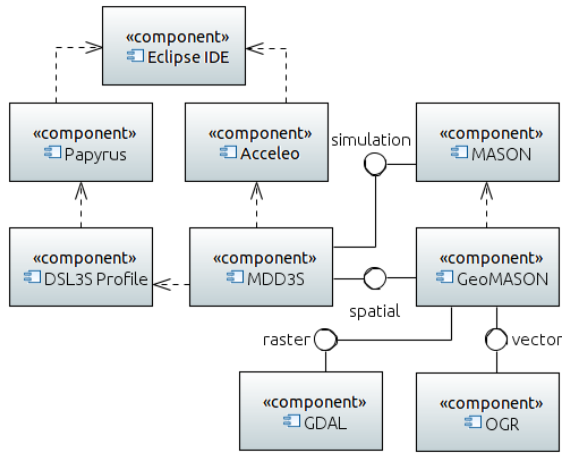 «component»
Eclipse IDE
«component»
Papyrus
«component»
Acceleo
simulation
«component»
MASON
«component»
DSL3S Profile
«component»
MDD3S
«component»
GeoMASON
spatial
raster
vector
«component»
GDAL
«component»
OGR